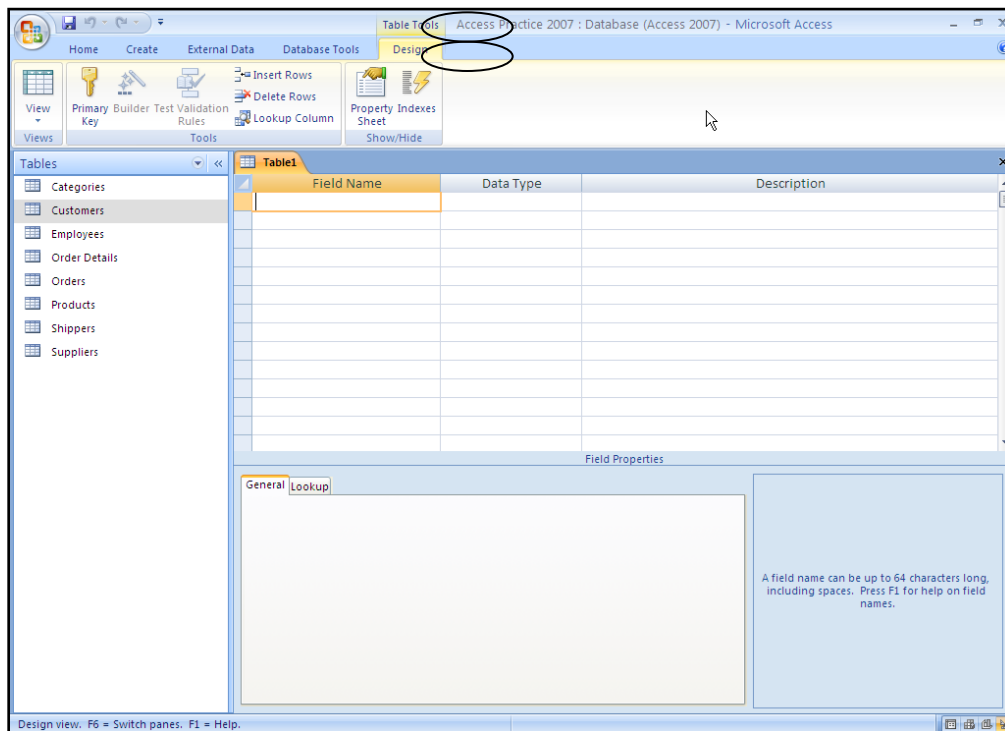 Table Tools Access Practice 2007 : Database (Access 2007) - Microsoft Access
Home Create External Data Database Tools Design
View
Views
Primary
Key
Builder
Test Validation
Rules
Insert Rows
Delete Rows
Lookup Column
Tools
Property
Sheet
Indexes
Show/Hide
Tables
Categories
Customers
Employees
Order Details
Orders
Products
Shippers
Suppliers
Table1
Field Name Data Type Description
Field Properties
General Lookup
A field name can be up to 64 characters long,
including spaces. Press F1 for help on field
names.
Design view. F6 = Switch panes. F1 = Help.